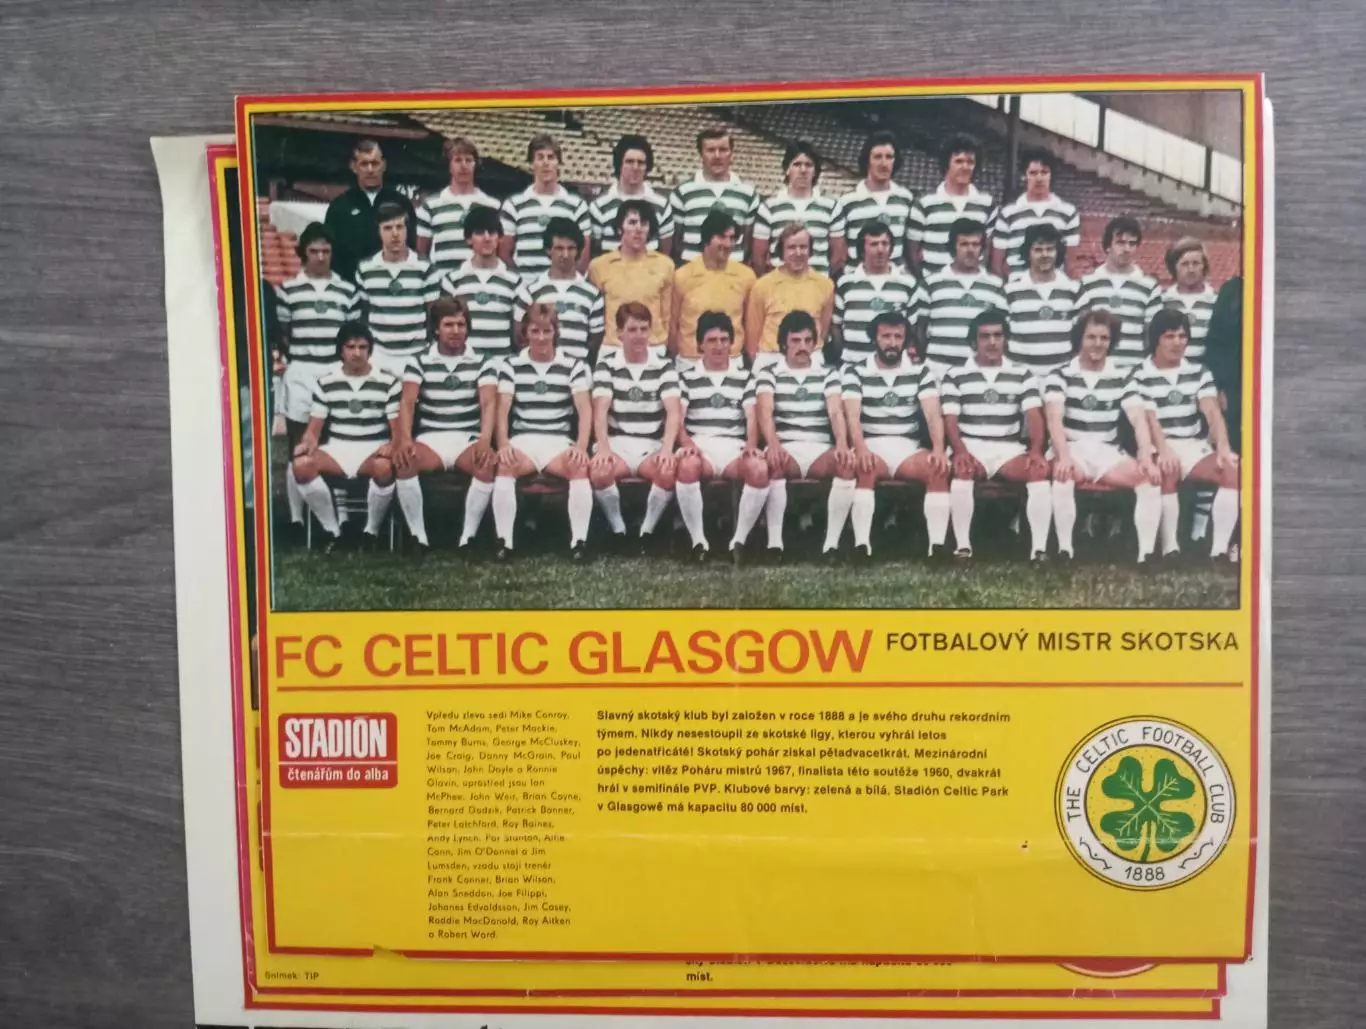 FC CELTIC GLASGOW FOTBALOVÝ MISTR SKOTSKA
STADIÓN
čtenářům do alba
Vpředu zleva sedí Mike Conroy,
Tom McAdam, Peter Mackie,
Tommy Burns, George McCluskey,
Joe Craig, Danny McGrain, Paul
Wilson, John Doyle a Ronnie
Glavin, uprostřed jsou Ian
McPhee, John Weir, Brian Coyne,
Bernard Godzik, Patrick Bonner,
Peter Latchford, Roy Baines,
Andy Lynch, Pat Stanton, Alfie
Conn, Jim O'Donnel a Jim
Lumsden, vzadu stojí trenér
Frank Conner, Brian Wilson,
Alan Sneddon, Joe Filippi,
Johanes Edvaldsson, Jim Casey,
Roddie MacDonald, Roy Aitken
a Robert Ward.
Slavný skotský klub byl založen v roce 1888 a je svého druhu rekordním
týmem. Nikdy nesestoupil ze skotské ligy, kterou vyhrál letos
po jedenatřicáté! Skotský pohár získal pětadvacetkrát. Mezinárodní
úspěchy: vítěz Poháru mistrů 1967, finalista této soutěže 1960, dvakrát
hrál v semifinále PVP. Klubové barvy: zelená a bílá. Stadión Celtic Park
v Glasgowě má kapacitu 80 000 míst.
THE CELTIC FOOTBALL CLUB
1888
Snímek: TIP
míst.